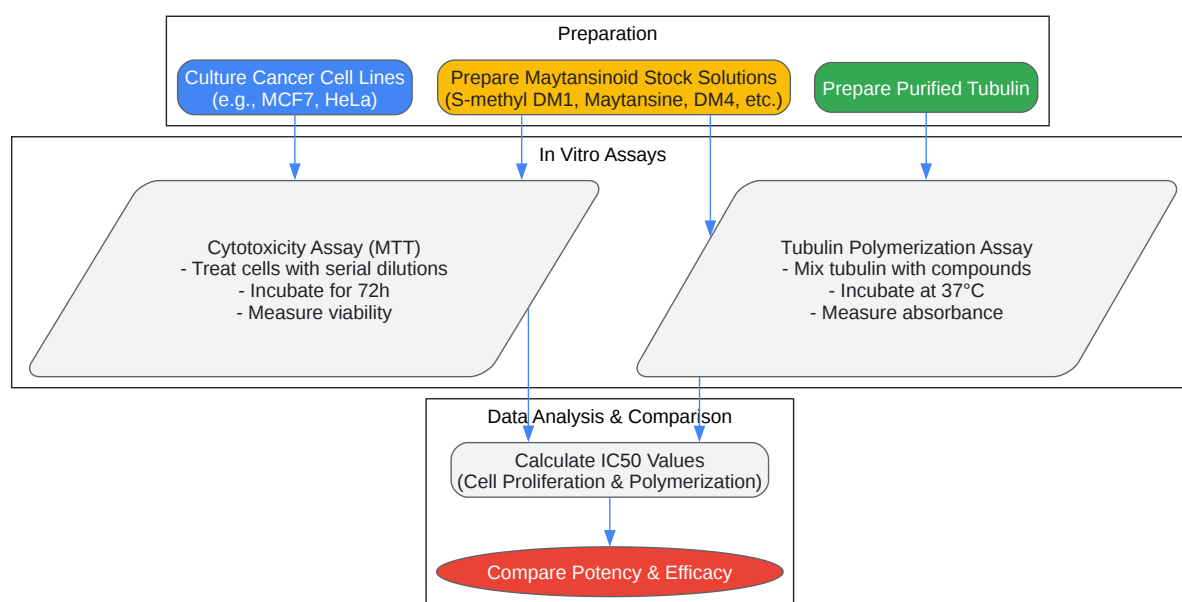 Preparation
Culture Cancer Cell Lines
(e.g., MCF7, HeLa)
Prepare Maytansinoid Stock Solutions
(S-methyl DM1, Maytansine, DM4, etc.)
Prepare Purified Tubulin
In Vitro Assays
Cytotoxicity Assay (MTT)
- Treat cells with serial dilutions
- Incubate for 72h
- Measure viability
Tubulin Polymerization Assay
- Mix tubulin with compounds
- Incubate at 37°C
- Measure absorbance
Data Analysis & Comparison
Calculate IC50 Values
(Cell Proliferation & Polymerization)
Compare Potency & Efficacy